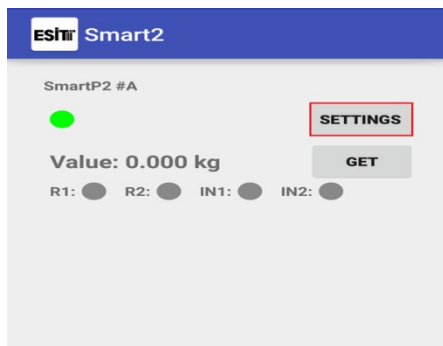 ESiT Smart2
SmartP2 #A
SETTINGS
Value: 0.000 kg
GET
R1: R2: IN1: IN2: